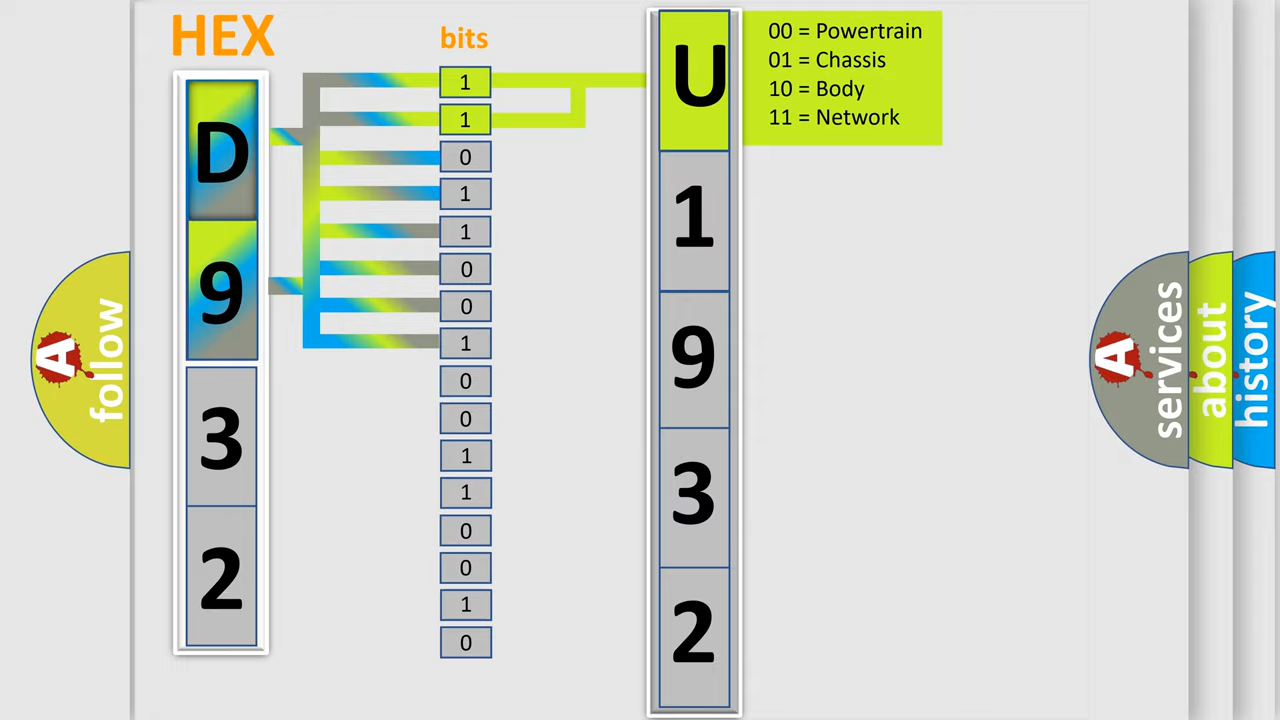 HEX
bits
D
9
3
2
1
1
0
1
1
0
0
1
0
0
1
1
0
0
1
0
U
1
9
3
2
00 = Powertrain
01 = Chassis
10 = Body
11 = Network
A
follow
A
services
about
history